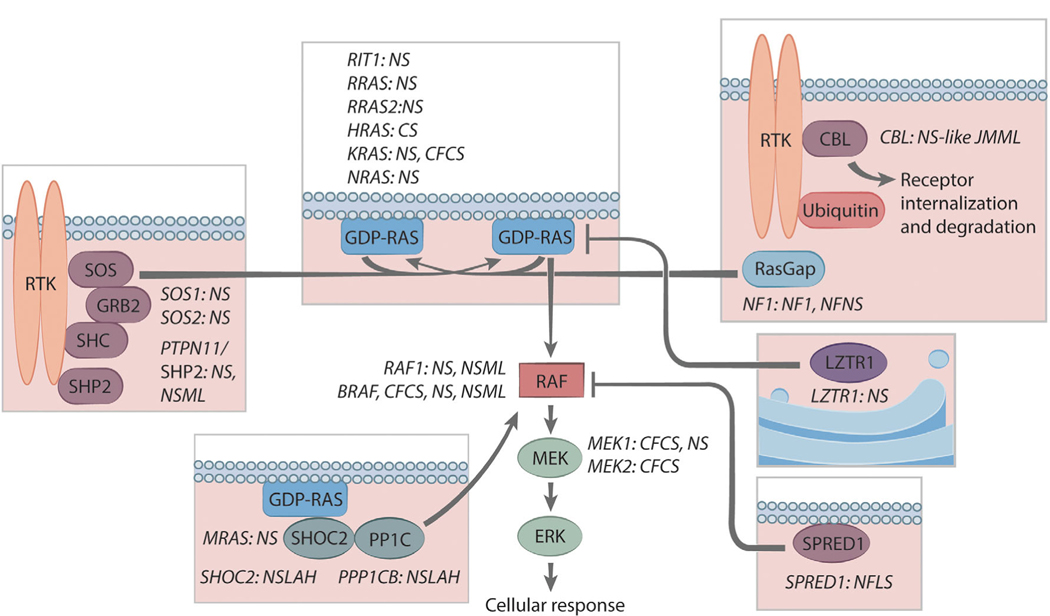 RIT1: NS
RRAS: NS
RRAS2:NS
HRAS: CS
KRAS: NS, CFCS
NRAS: NS
GDP-RAS
GDP-RAS
RTK
CBL
CBL: NS-like JMML
Ubiquitin
Receptor
internalization
and degradation
RasGap
NF1: NF1, NFNS
RTK
SOS
GRB2
SHC
SHP2
SOS1: NS
SOS2: NS
PTPN11/
SHP2: NS,
NSML
LZTR1
LZTR1: NS
RAF1: NS, NSML
BRAF, CFCS, NS, NSML
RAF
MEK
MEK1: CFCS, NS
MEK2: CFCS
ERK
Cellular response
GDP-RAS
MRAS: NS
SHOC2
PP1C
SHOC2: NSLAH
PPP1CB: NSLAH
SPRED1
SPRED1: NFLS